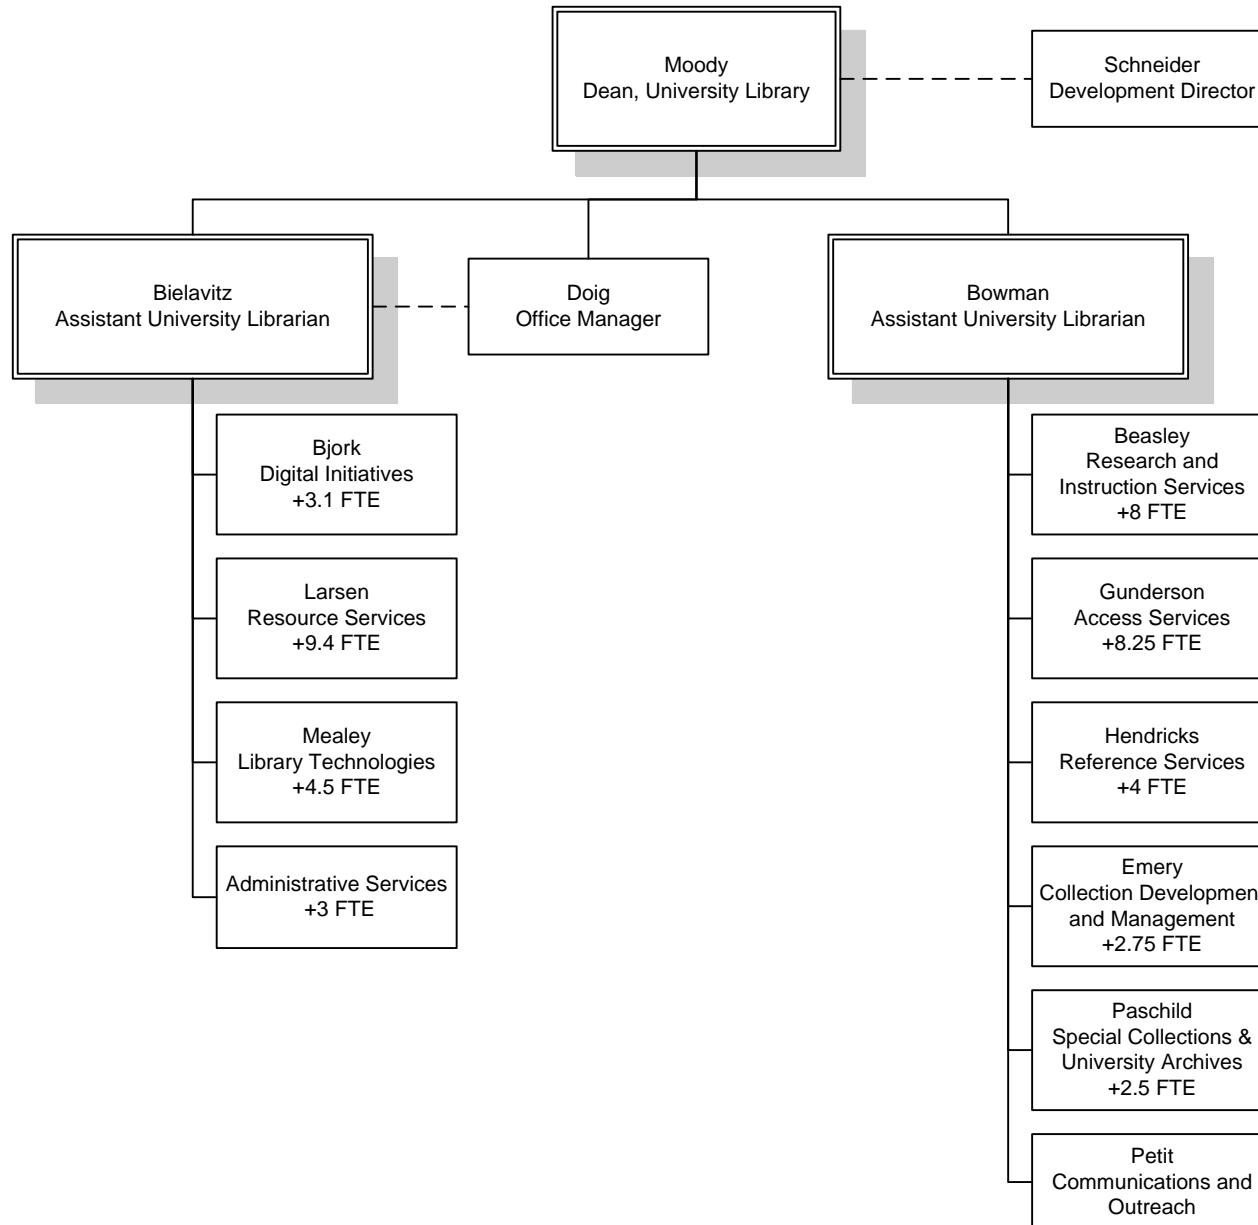 Moody
Dean, University Library
Schneider
Development Director
Bielavitz
Assistant University Librarian
Doig
Office Manager
Bowman
Assistant University Librarian
Bjork
Digital Initiatives
+3.1 FTE
Larsen
Resource Services
+9.4 FTE
Mealey
Library Technologies
+4.5 FTE
Administrative Services
+3 FTE
Beasley
Research and
Instruction Services
+8 FTE
Gunderson
Access Services
+8.25 FTE
Hendricks
Reference Services
+4 FTE
Emery
Collection Developmen
and Management
+2.75 FTE
Paschild
Special Collections &
University Archives
+2.5 FTE
Petit
Communications and
Outreach